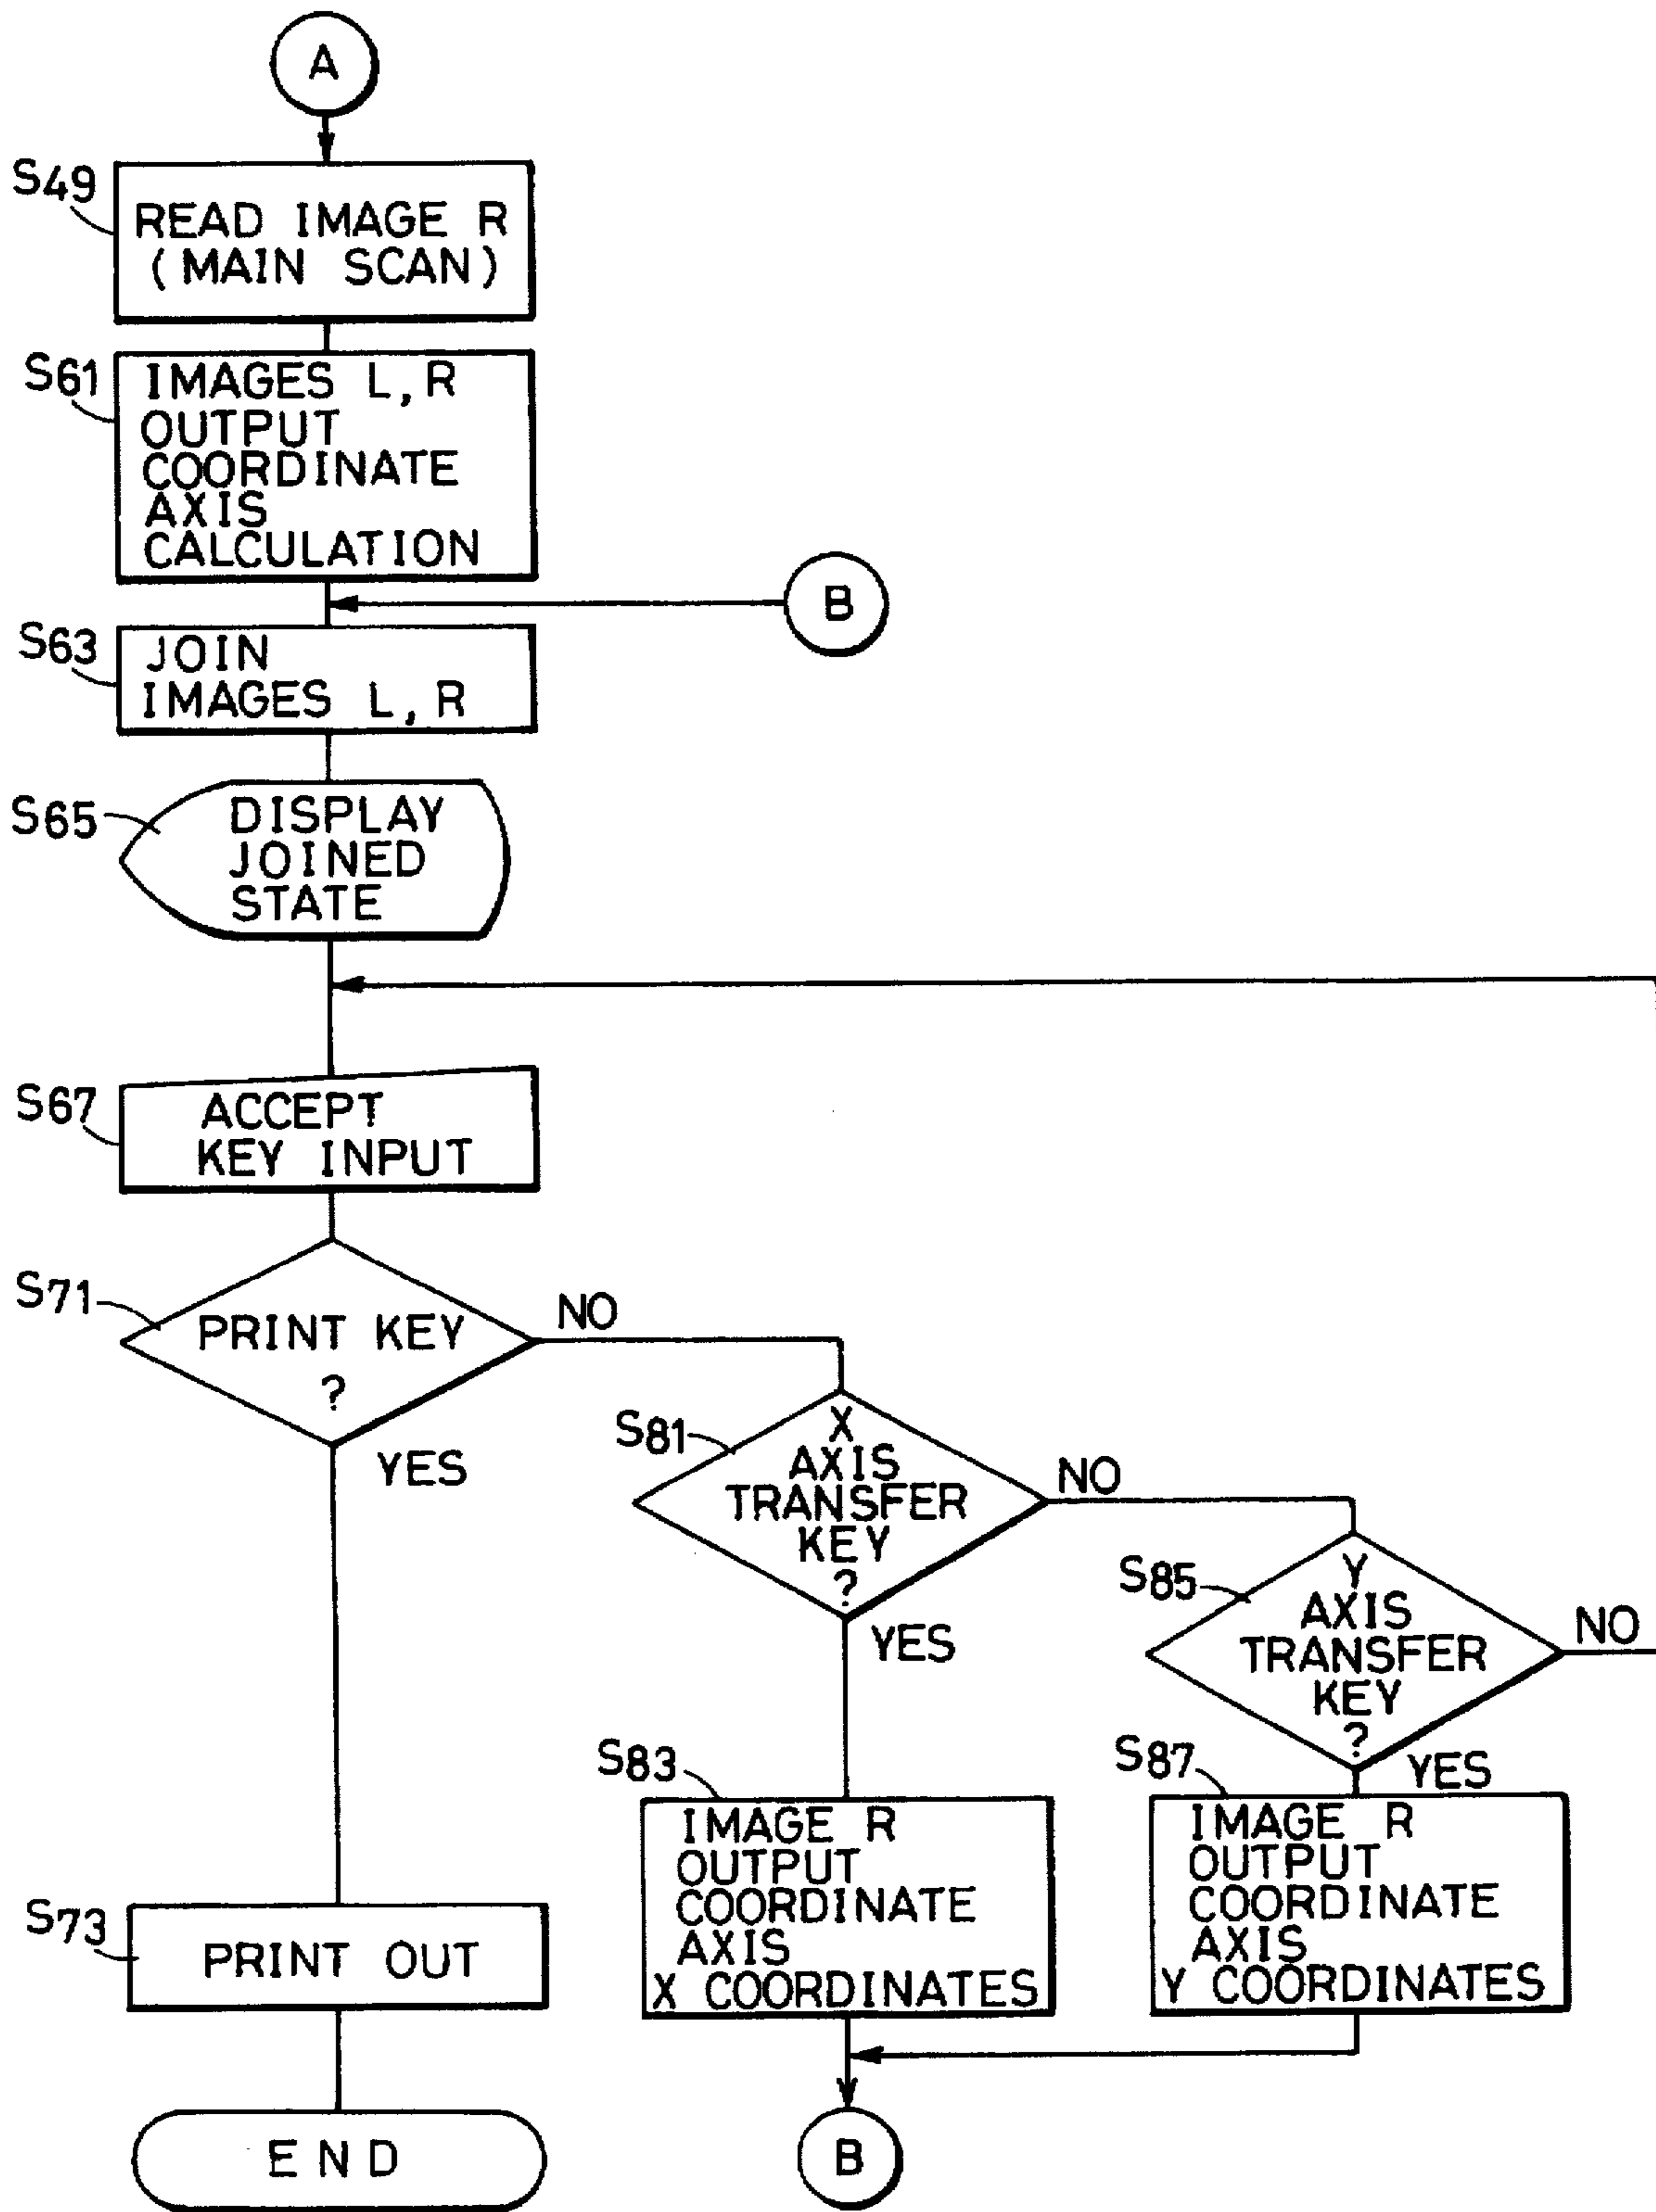 A
S49
READ IMAGE R
(MAIN SCAN)
S61
IMAGES L, R
OUTPUT
COORDINATE
AXIS
CALCULATION
B
S63
JOIN
IMAGES L, R
S65
DISPLAY
JOINED
STATE
S67
ACCEPT
KEY INPUT
S71
PRINT KEY
?
NO
YES
S81
X
AXIS
TRANSFER
KEY
?
NO
YES
S85
Y
AXIS
TRANSFER
KEY
?
NO
YES
S83
IMAGE R
OUTPUT
COORDINATE
AXIS
X COORDINATES
S87
IMAGE R
OUTPUT
COORDINATE
AXIS
Y COORDINATES
S73
PRINT OUT
END
B